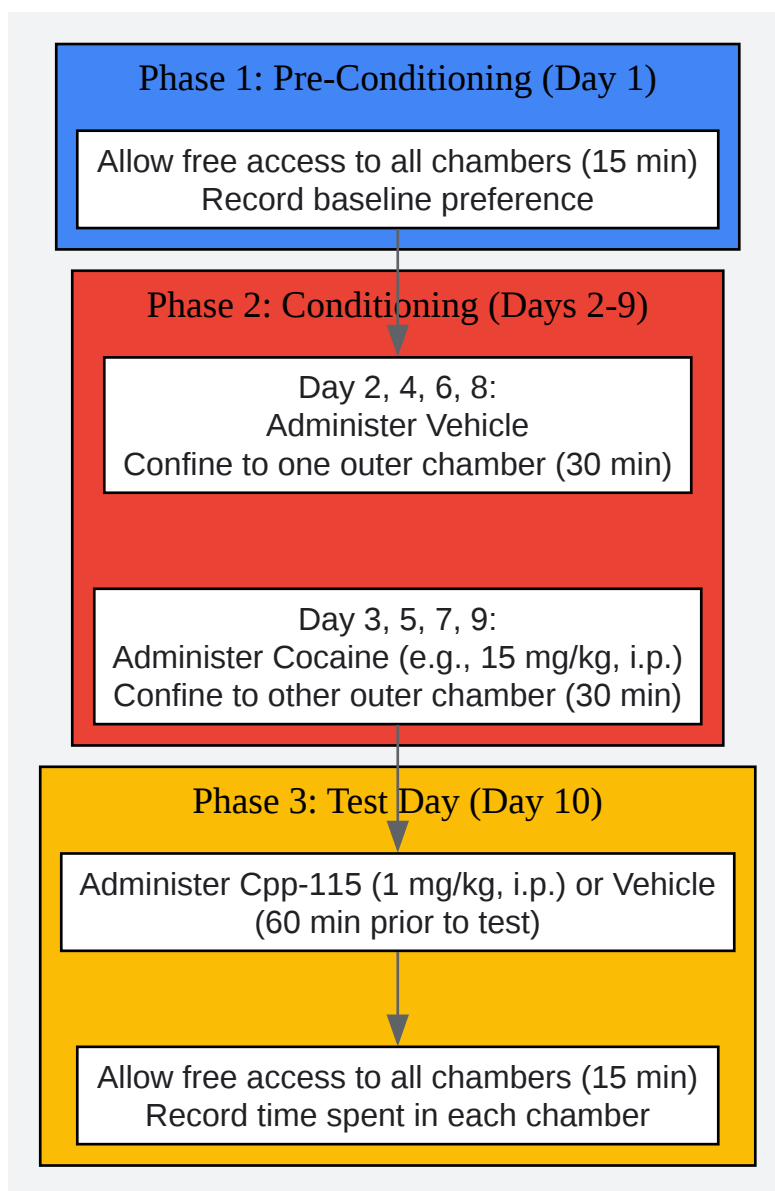 Phase 1: Pre-Conditioning (Day 1)
Allow free access to all chambers (15 min)
Record baseline preference
Phase 2: Conditioning (Days 2-9)
Day 2, 4, 6, 8:
Administer Vehicle
Confine to one outer chamber (30 min)
Day 3, 5, 7, 9:
Administer Cocaine (e.g., 15 mg/kg, i.p.)
Confine to other outer chamber (30 min)
Phase 3: Test Day (Day 10)
Administer Cpp-115 (1 mg/kg, i.p.) or Vehicle
(60 min prior to test)
Allow free access to all chambers (15 min)
Record time spent in each chamber